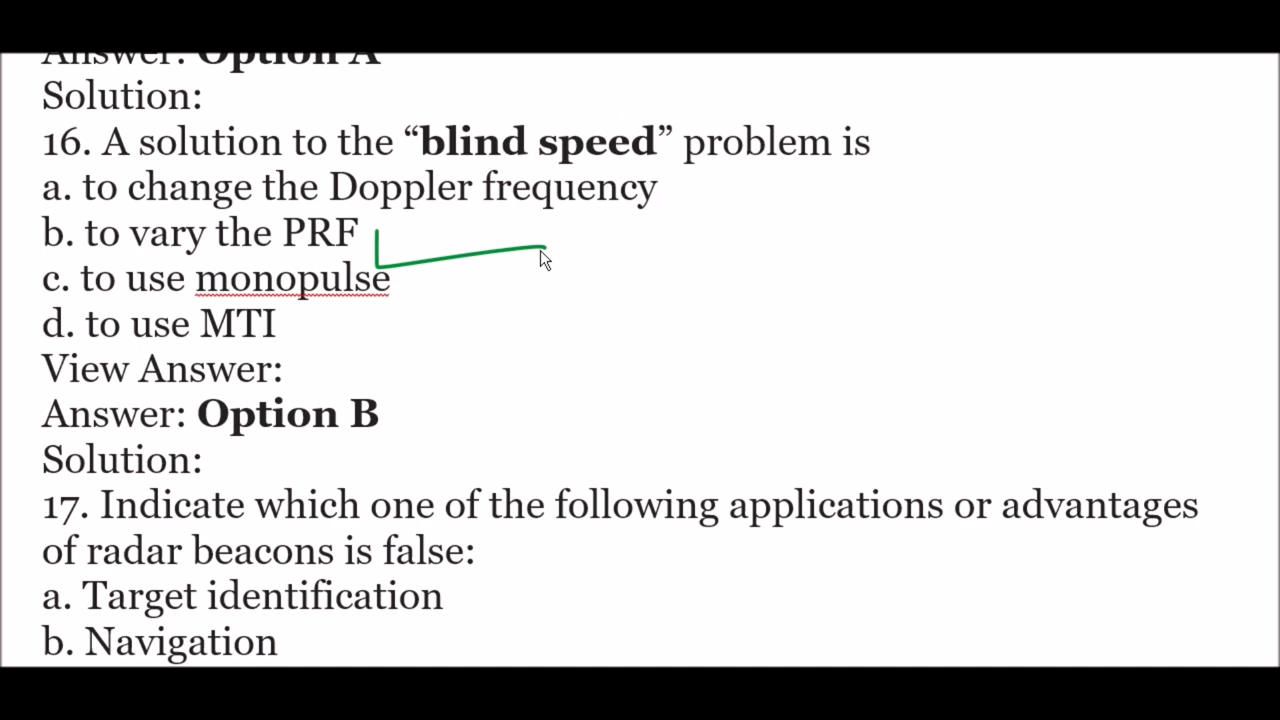 Answer: Option A
Solution:
16. A solution to the “blind speed” problem is
a. to change the Doppler frequency
b. to vary the PRF
c. to use monopulse
d. to use MTI
View Answer:
Answer: Option B
Solution:
17. Indicate which one of the following applications or advantages
of radar beacons is false:
a. Target identification
b. Navigation